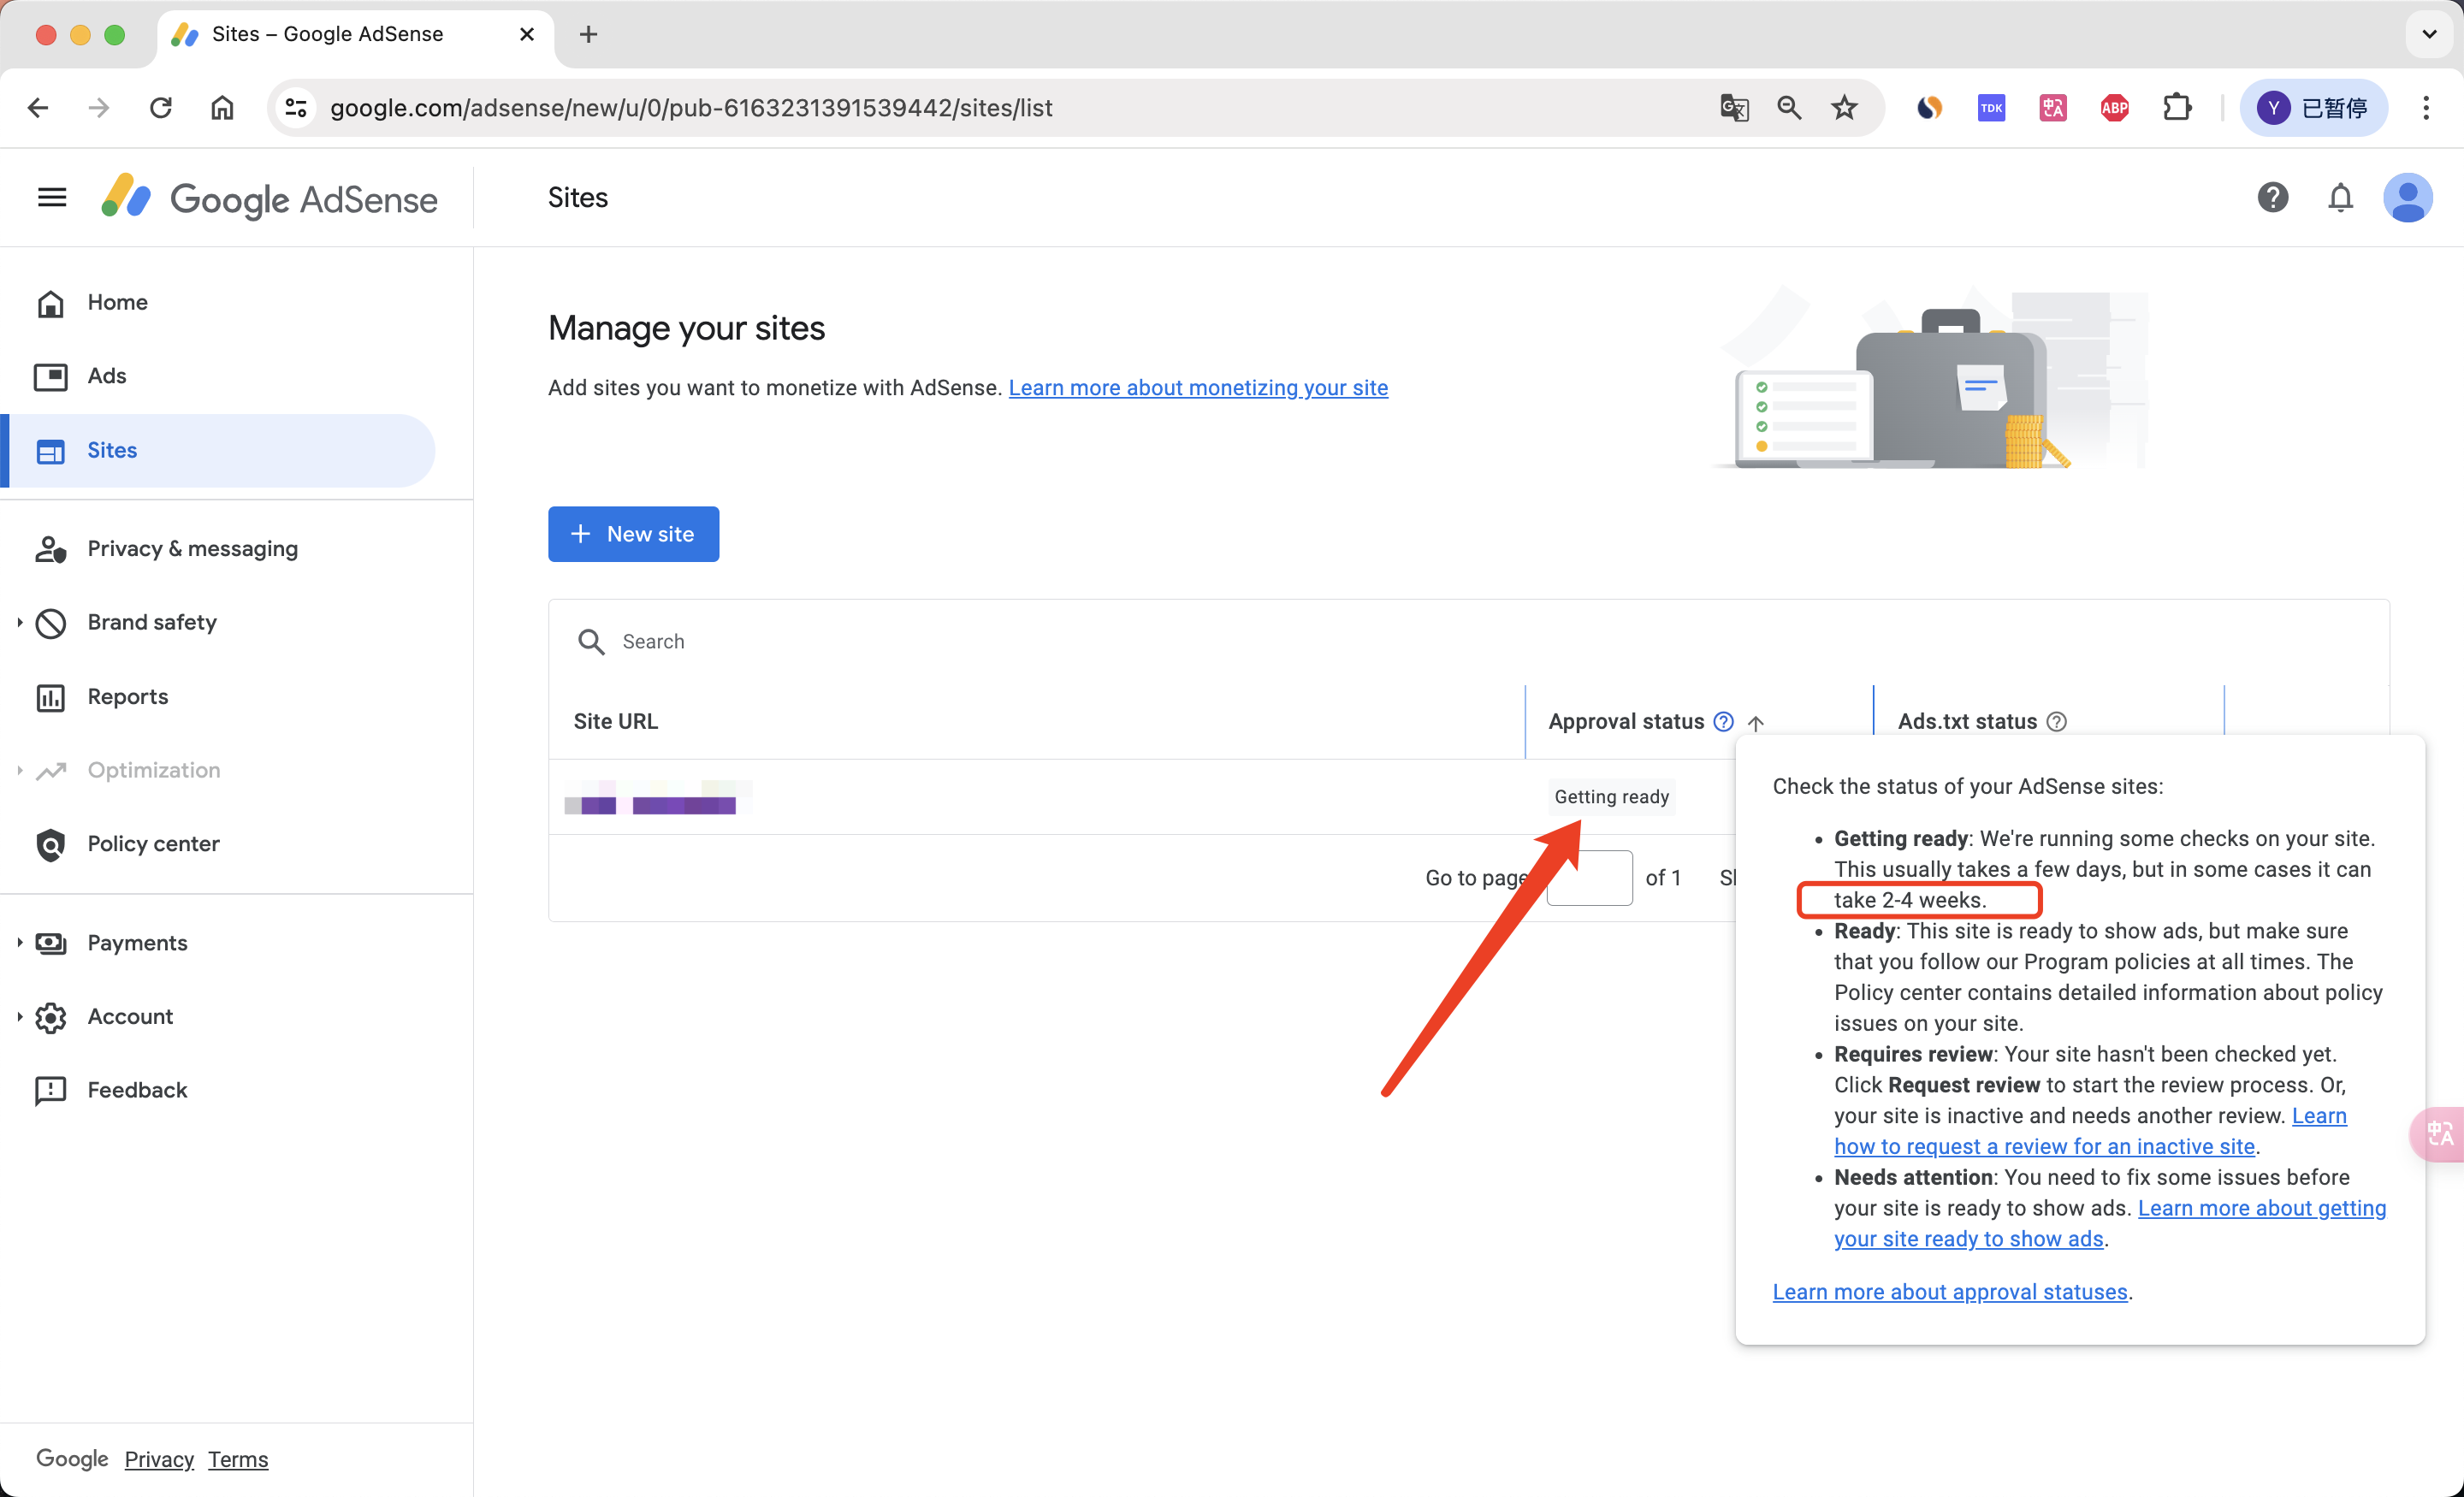 Sites – Google AdSense
google.com/adsense/new/u/0/pub-6163231391539442/sites/list
TDK
中A
ABP
Y 已暂停
Google AdSense
Sites
Home
Ads
Sites
Privacy & messaging
Brand safety
Reports
Optimization
Policy center
Payments
Account
Feedback
Google Privacy Terms
Manage your sites
Add sites you want to monetize with AdSense. Learn more about monetizing your site
New site
Search
Site URL
Approval status
Ads.txt status
Getting ready
Go to page
of 1
Check the status of your AdSense sites:
• Getting ready: We're running some checks on your site.
This usually takes a few days, but in some cases it can
take 2-4 weeks.
• Ready: This site is ready to show ads, but make sure
that you follow our Program policies at all times. The
Policy center contains detailed information about policy
issues on your site.
• Requires review: Your site hasn't been checked yet.
Click Request review to start the review process. Or,
your site is inactive and needs another review. Learn
how to request a review for an inactive site.
• Needs attention: You need to fix some issues before
your site is ready to show ads. Learn more about getting
your site ready to show ads.
Learn more about approval statuses.
中A